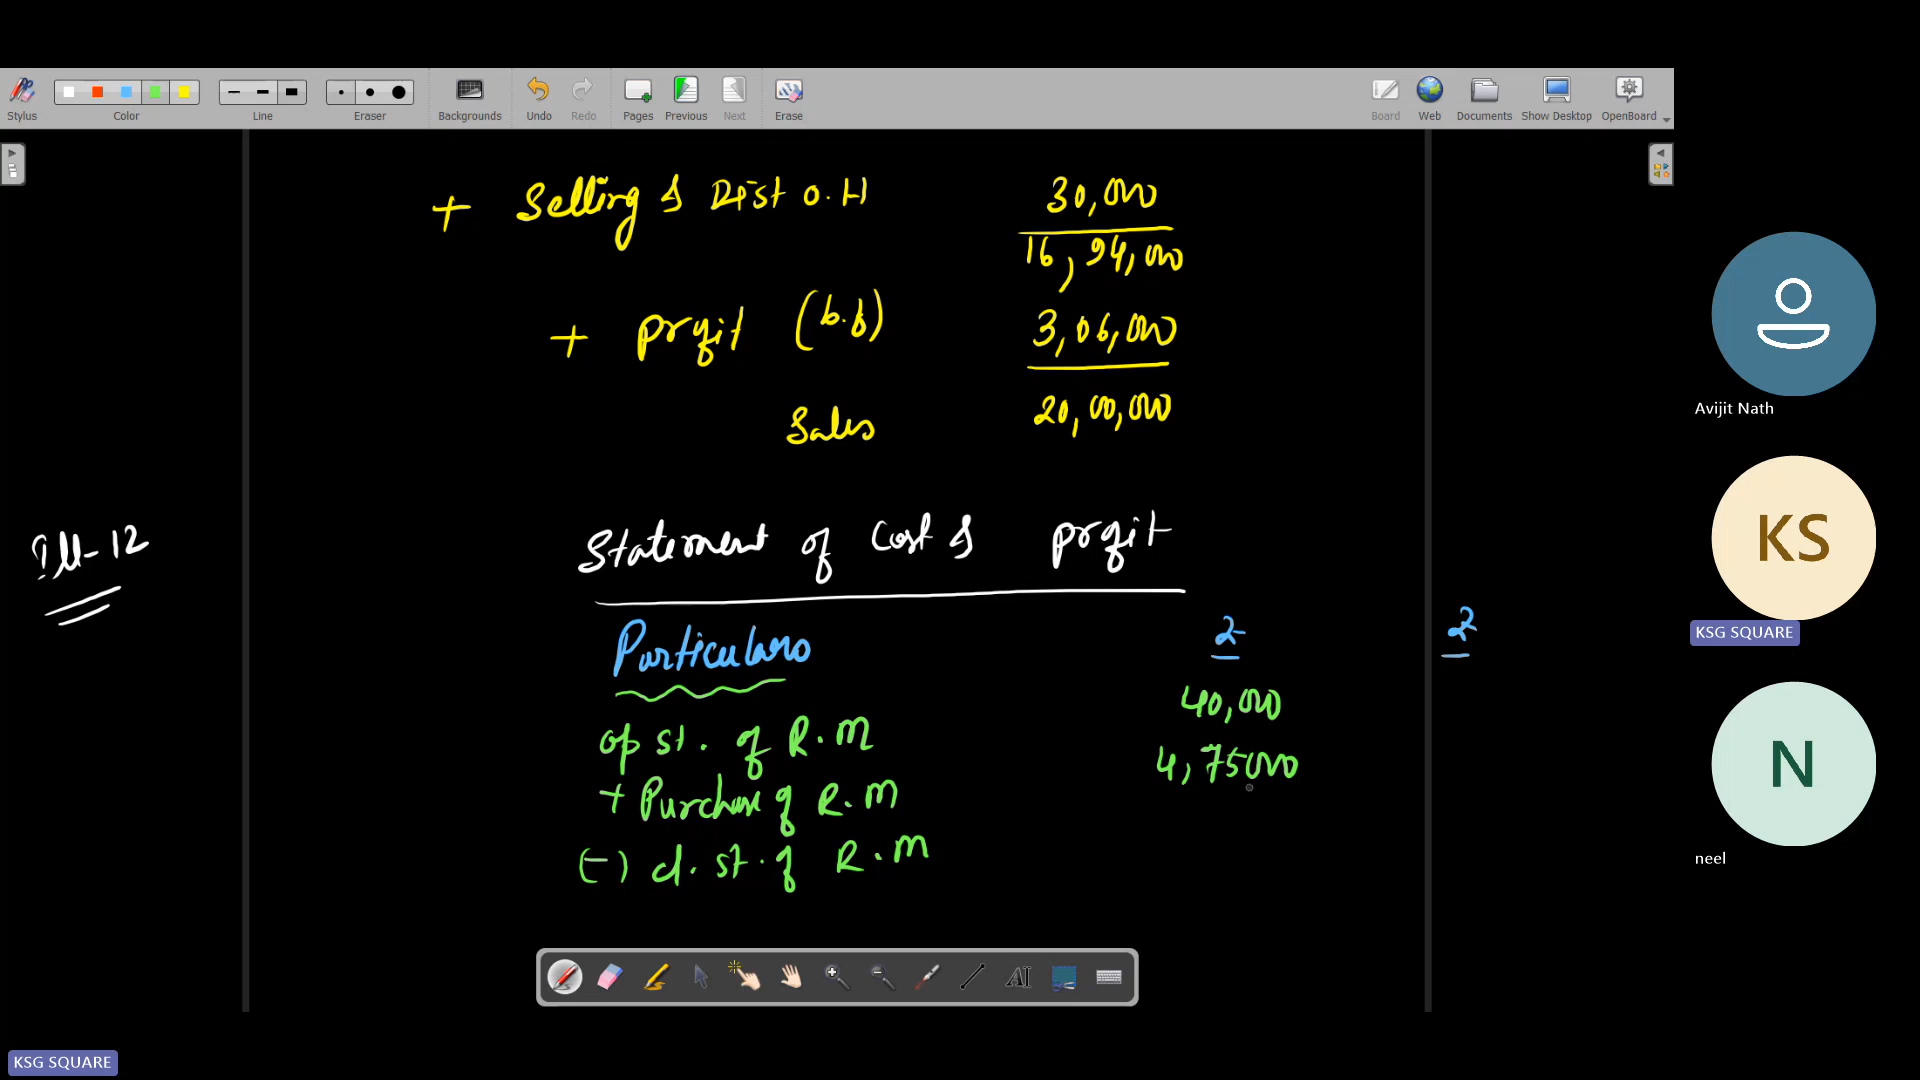 Stylus Color Line Eraser Backgrounds Undo Redo Pages Previous Next Erase Board Web Documents Show Desktop OpenBoard
+ Selling & Dist O.H 30,000
16,94,000
+ Profit (b.f) 3,06,000
Sales 20,00,000
Ill-12
Statement of Cost & Profit
Particulars ₹ ₹
op st. of R.M 40,000
+ Purchase of R.M 4,75000
(-) cl. st. of R.M
AI
Avijit Nath
KS
KSG SQUARE
N
neel
KSG SQUARE